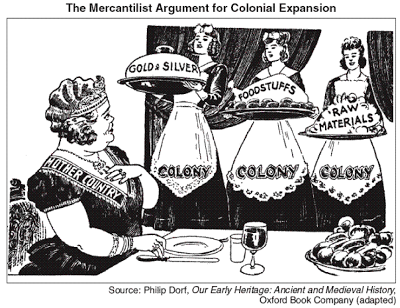 The Mercantilist Argument for Colonial Expansion
GOLD & SILVER
FOODSTUFFS
RAW
MATERIALS
MOTHER COUNTRY
COLONY
COLONY
COLONY
Source: Philip Dorf, Our Early Heritage: Ancient and Medieval History,
Oxford Book Company (adapted)